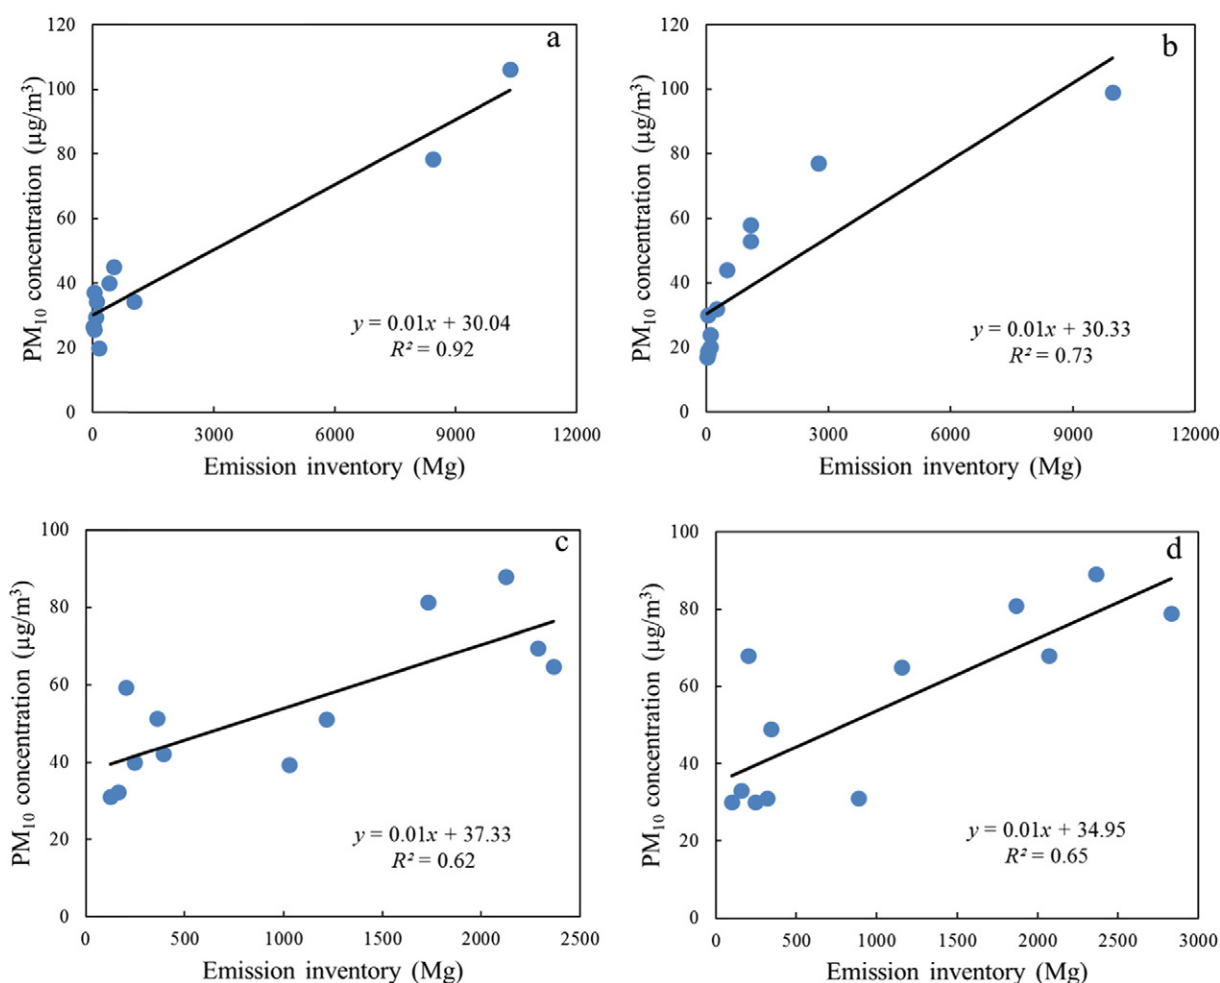 a
120
100
80
60
40
20
0
PM₁₀ concentration (µg/m³)
y = 0.01x + 30.04
R² = 0.92
0 3000 6000 9000 12000
Emission inventory (Mg)
b
120
100
80
60
40
20
0
PM₁₀ concentration (µg/m³)
y = 0.01x + 30.33
R² = 0.73
0 3000 6000 9000 12000
Emission inventory (Mg)
c
100
80
60
40
20
0
PM₁₀ concentration (µg/m³)
y = 0.01x + 37.33
R² = 0.62
0 500 1000 1500 2000 2500
Emission inventory (Mg)
d
100
80
60
40
20
0
PM₁₀ concentration (µg/m³)
y = 0.01x + 34.95
R² = 0.65
0 500 1000 1500 2000 2500 3000
Emission inventory (Mg)